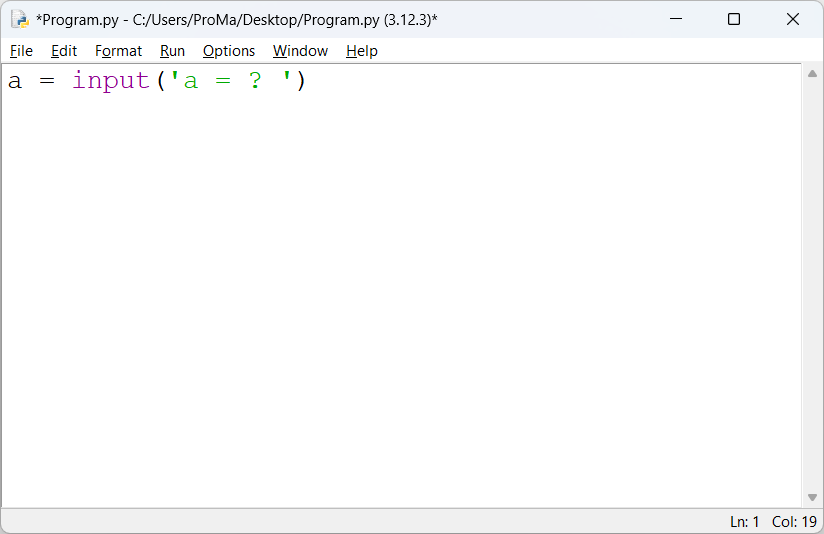 *Program.py - C:/Users/ProMa/Desktop/Program.py (3.12.3)*
File Edit Format Run Options Window Help
a = input('a = ? ')
Ln: 1 Col: 19